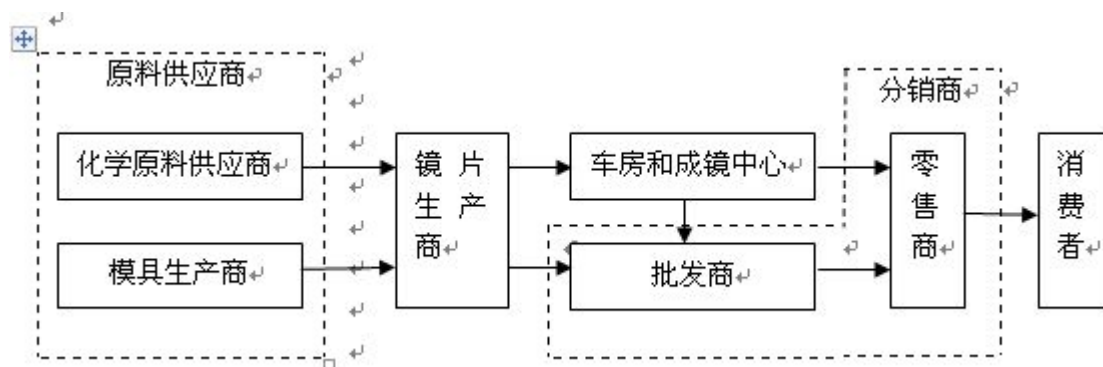 原料供应商
分销商
化学原料供应商
镜片
生产
商
车房和成镜中心
零
售
商
消
费
者
模具生产商
批发商